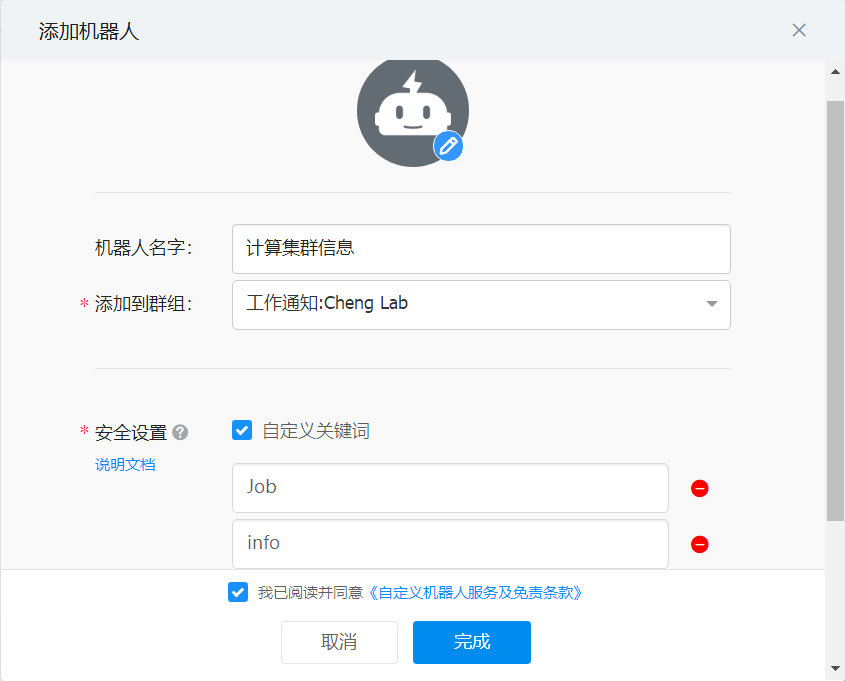 添加机器人
机器人名字：
计算集群信息
* 添加到群组：
工作通知:Cheng Lab
* 安全设置 ?
自定义关键词
说明文档
Job
info
我已阅读并同意《自定义机器人服务及免责条款》
取消
完成